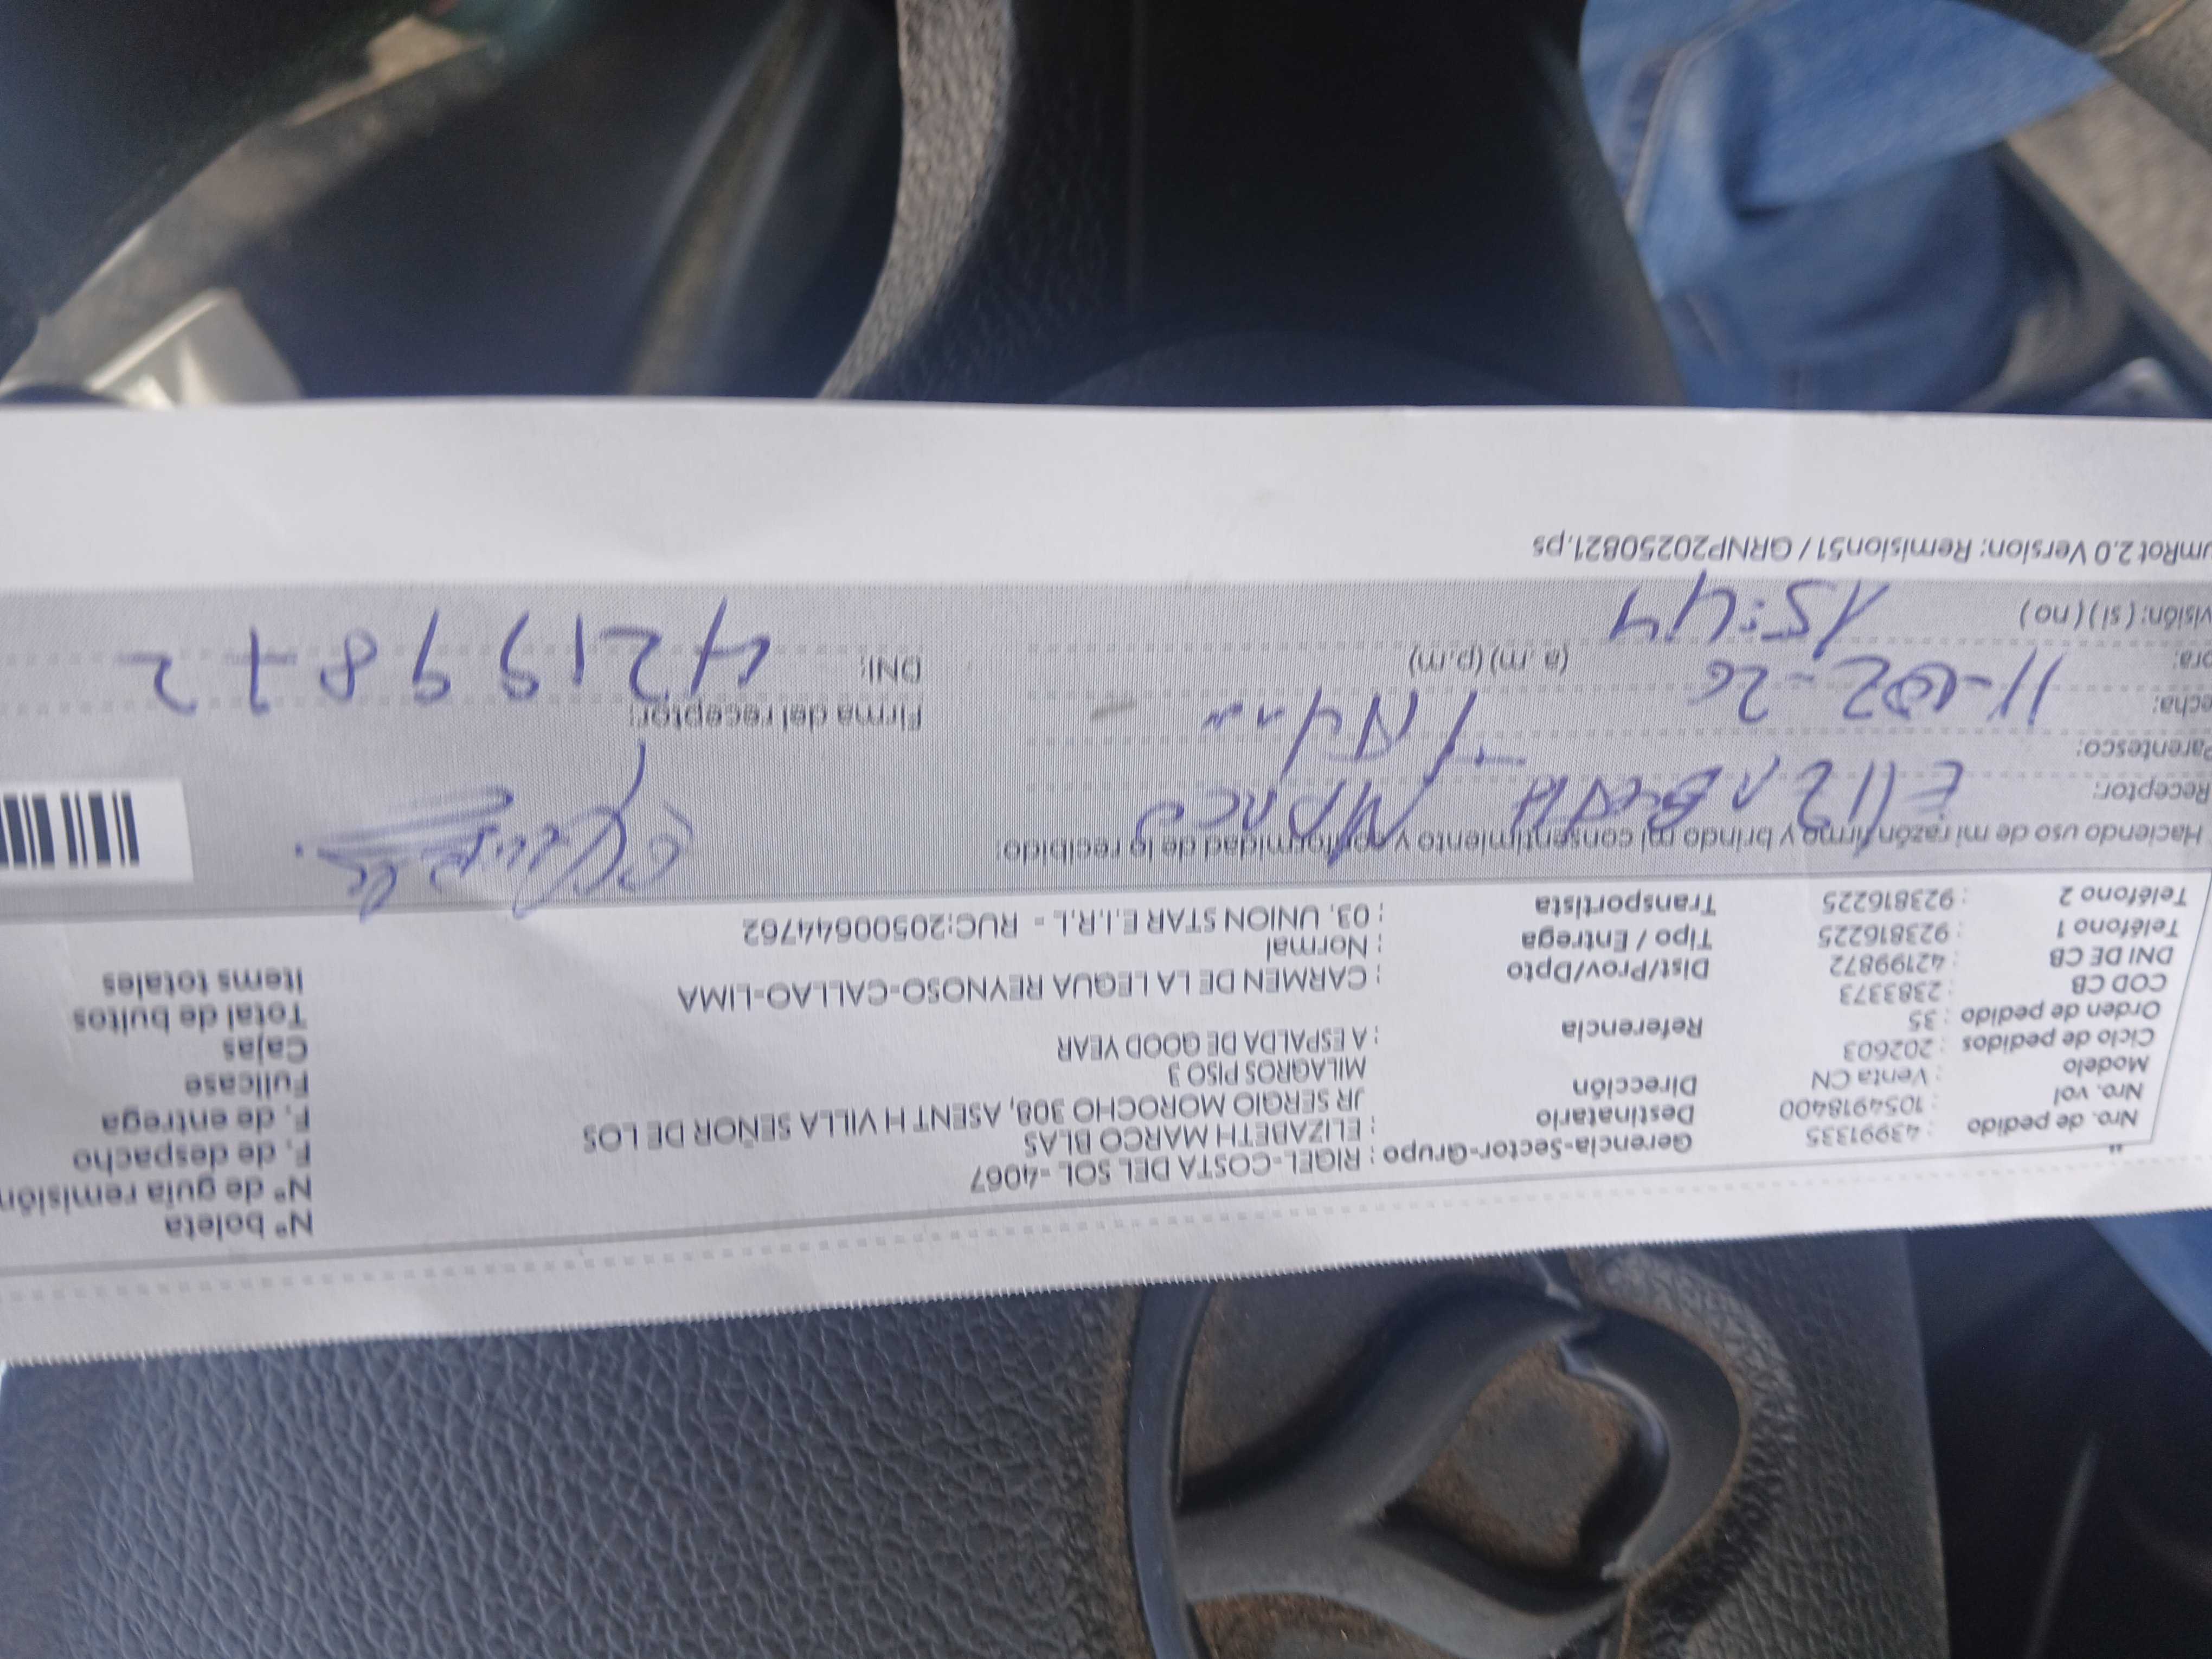 Nº boleta
Nº de guía remisión
F. de despacho
F. de entrega
Fullcase
Cajas
Total de bultos
Items totales
Gerencia-Sector-Grupo : RIGEL-COSTA DEL SOL -4067
Destinatario : ELIZABETH MARCO BLAS
Dirección JR SERGIO MOROCHO 308, ASENT H VILLA SEÑOR DE LOS
MILAGROS PISO 3
Referencia : A ESPALDA DE GOOD YEAR
Dist/Prov/Dpto : CARMEN DE LA LEGUA REYNOSO-CALLAO-LIMA
Tipo / Entrega : Normal
Transportista : 03, UNION STAR E.I.R.L - RUC:20500644762
Nro. de pedido : 43991335
Nro. vol : 1054918400
Modelo : Venta CN
Ciclo de pedidos : 202603
Orden de pedido : 35
COD CB : 2383373
DNI DE CB : 42199872
Teléfono 1 : 923816225
Teléfono 2 : 923816225
Haciendo uso de mi razón firmo y brindo mi consentimiento y conformidad de lo recibido:
Receptor: ElizABetH MARCO
Parentesco: Titular
echa: 11-02-26
ora: 15:44 (a.m) (p.m)
visión: ( si ) ( no )
Firma del receptor:
DNI: 42199872
umRot 2.0 Version: Remision51 / GRNP20250821.ps